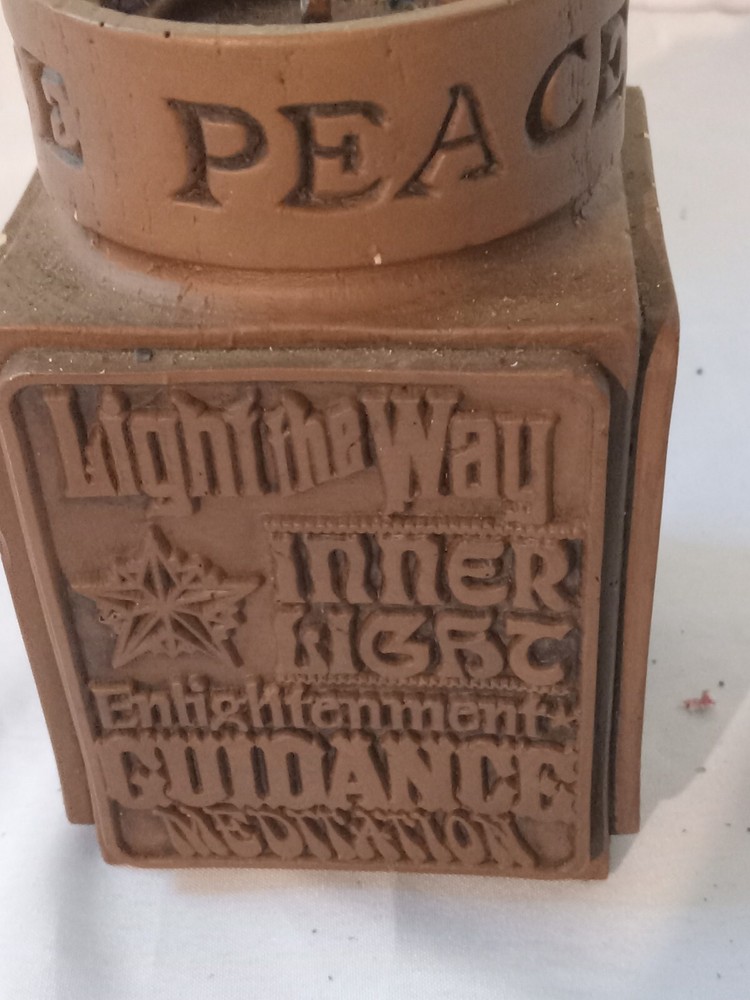 E PEACE
Light the Way
INNER
LIGHT
Enlightenment
GUIDANCE
MEDITATION